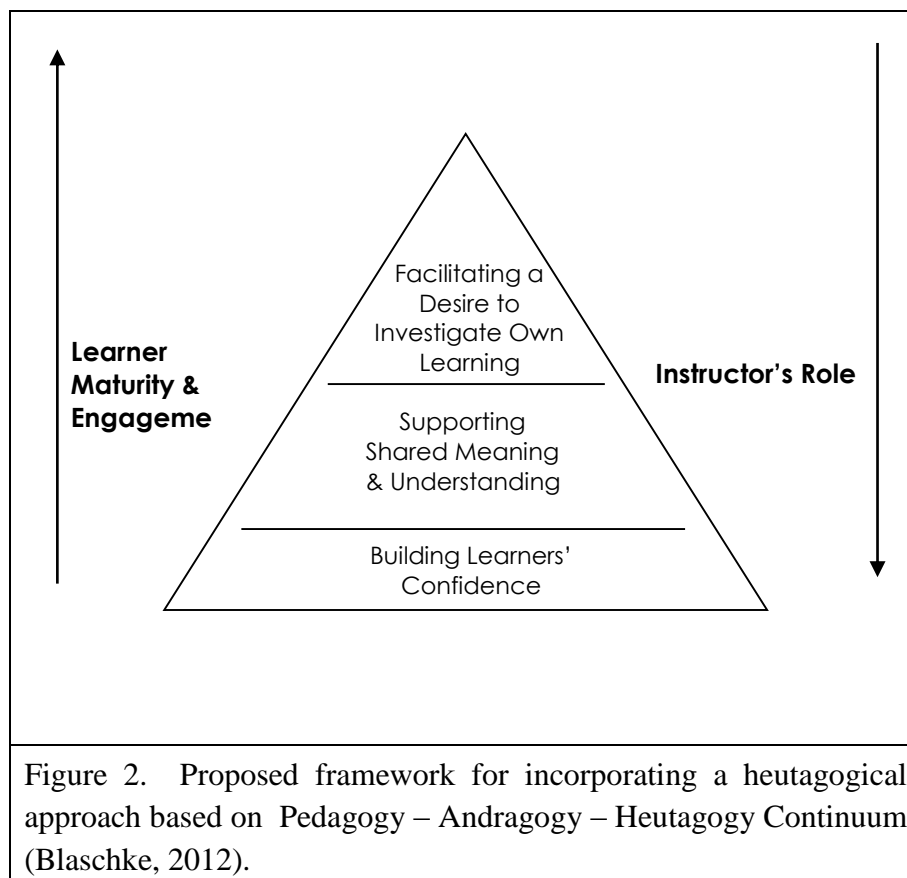 Facilitating a
Desire to
Investigate Own
Learning
Learner
Maturity &
Engageme
Instructor's Role
Supporting
Shared Meaning
& Understanding
Building Learners'
Confidence
Figure 2. Proposed framework for incorporating a heutagogical
approach based on Pedagogy – Andragogy – Heutagogy Continuum
(Blaschke, 2012).